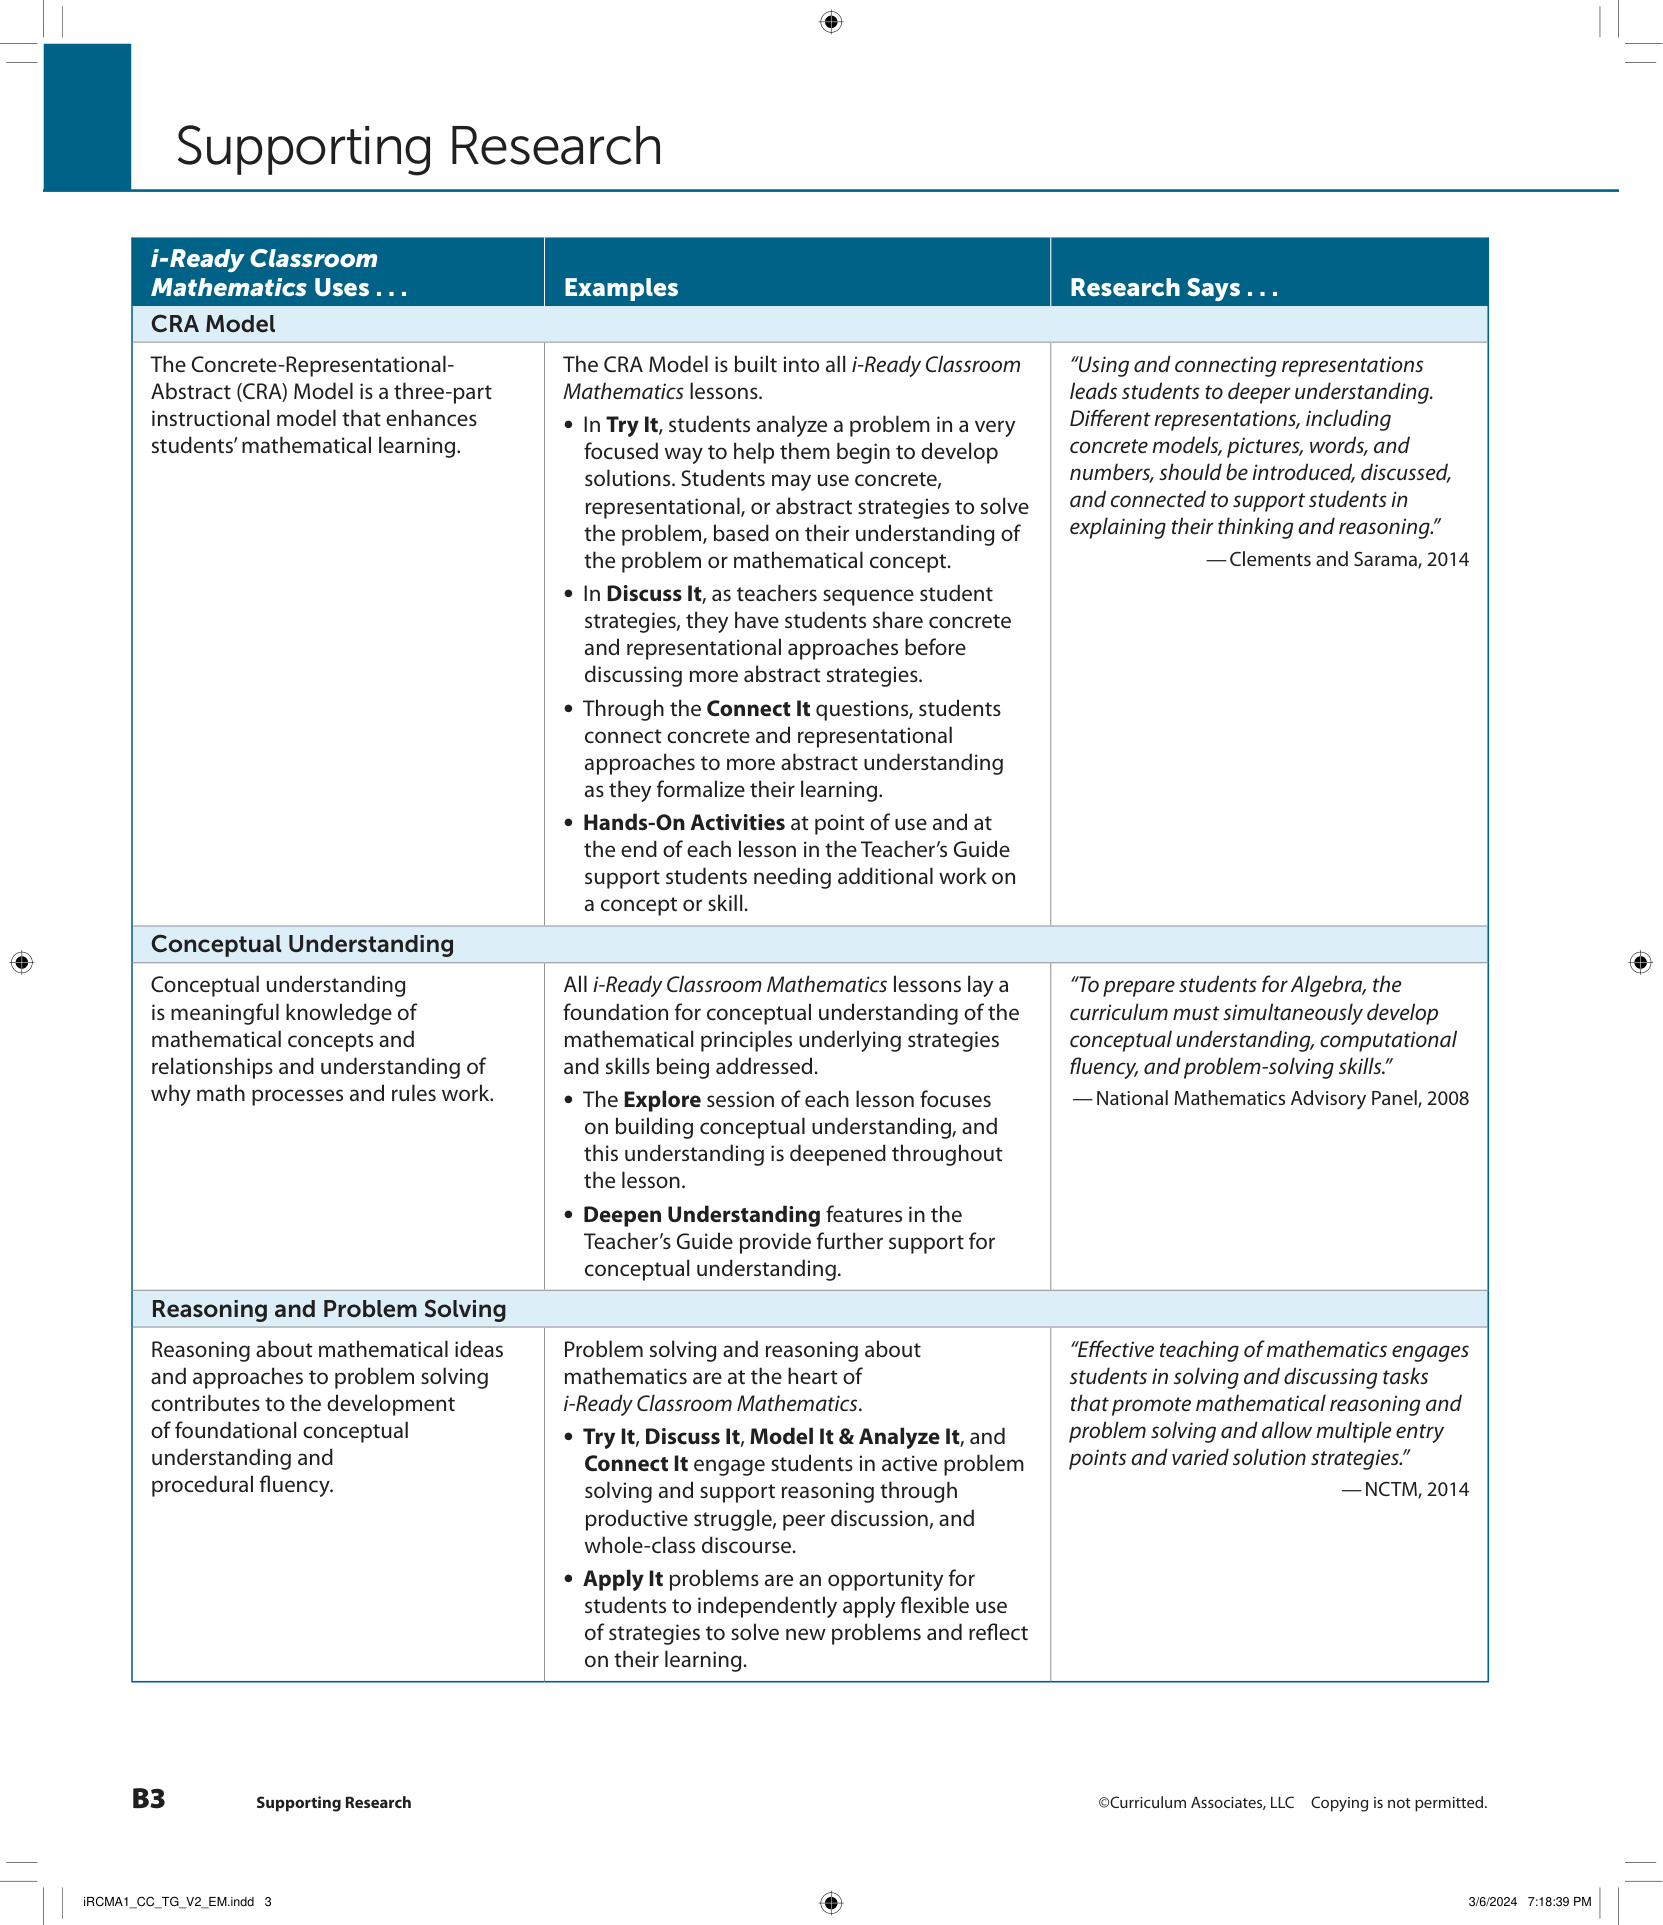 Supporting Research
i-Ready Classroom
Mathematics Uses . . .
Examples
Research Says . . .
CRA Model
The Concrete-Representational-
Abstract (CRA) Model is a three-part
instructional model that enhances
students’ mathematical learning.
The CRA Model is built into all i-Ready Classroom
Mathematics lessons.
• In Try It, students analyze a problem in a very
focused way to help them begin to develop
solutions. Students may use concrete,
representational, or abstract strategies to solve
the problem, based on their understanding of
the problem or mathematical concept.
• In Discuss It, as teachers sequence student
strategies, they have students share concrete
and representational approaches before
discussing more abstract strategies.
• Through the Connect It questions, students
connect concrete and representational
approaches to more abstract understanding
as they formalize their learning.
• Hands-On Activities at point of use and at
the end of each lesson in the Teacher’s Guide
support students needing additional work on
a concept or skill.
“Using and connecting representations
leads students to deeper understanding.
Different representations, including
concrete models, pictures, words, and
numbers, should be introduced, discussed,
and connected to support students in
explaining their thinking and reasoning.”
— Clements and Sarama, 2014
Conceptual Understanding
Conceptual understanding
is meaningful knowledge of
mathematical concepts and
relationships and understanding of
why math processes and rules work.
All i-Ready Classroom Mathematics lessons lay a
foundation for conceptual understanding of the
mathematical principles underlying strategies
and skills being addressed.
• The Explore session of each lesson focuses
on building conceptual understanding, and
this understanding is deepened throughout
the lesson.
• Deepen Understanding features in the
Teacher’s Guide provide further support for
conceptual understanding.
“To prepare students for Algebra, the
curriculum must simultaneously develop
conceptual understanding, computational
fluency, and problem-solving skills.”
— National Mathematics Advisory Panel, 2008
Reasoning and Problem Solving
Reasoning about mathematical ideas
and approaches to problem solving
contributes to the development
of foundational conceptual
understanding and
procedural fluency.
Problem solving and reasoning about
mathematics are at the heart of
i-Ready Classroom Mathematics.
• Try It, Discuss It, Model It & Analyze It, and
Connect It engage students in active problem
solving and support reasoning through
productive struggle, peer discussion, and
whole-class discourse.
• Apply It problems are an opportunity for
students to independently apply flexible use
of strategies to solve new problems and reflect
on their learning.
“Effective teaching of mathematics engages
students in solving and discussing tasks
that promote mathematical reasoning and
problem solving and allow multiple entry
points and varied solution strategies.”
— NCTM, 2014
B3 Supporting Research ©Curriculum Associates, LLC Copying is not permitted.
iRCMA1_CC_TG_V2_EM.indd 3 3/6/2024 7:18:39 PM